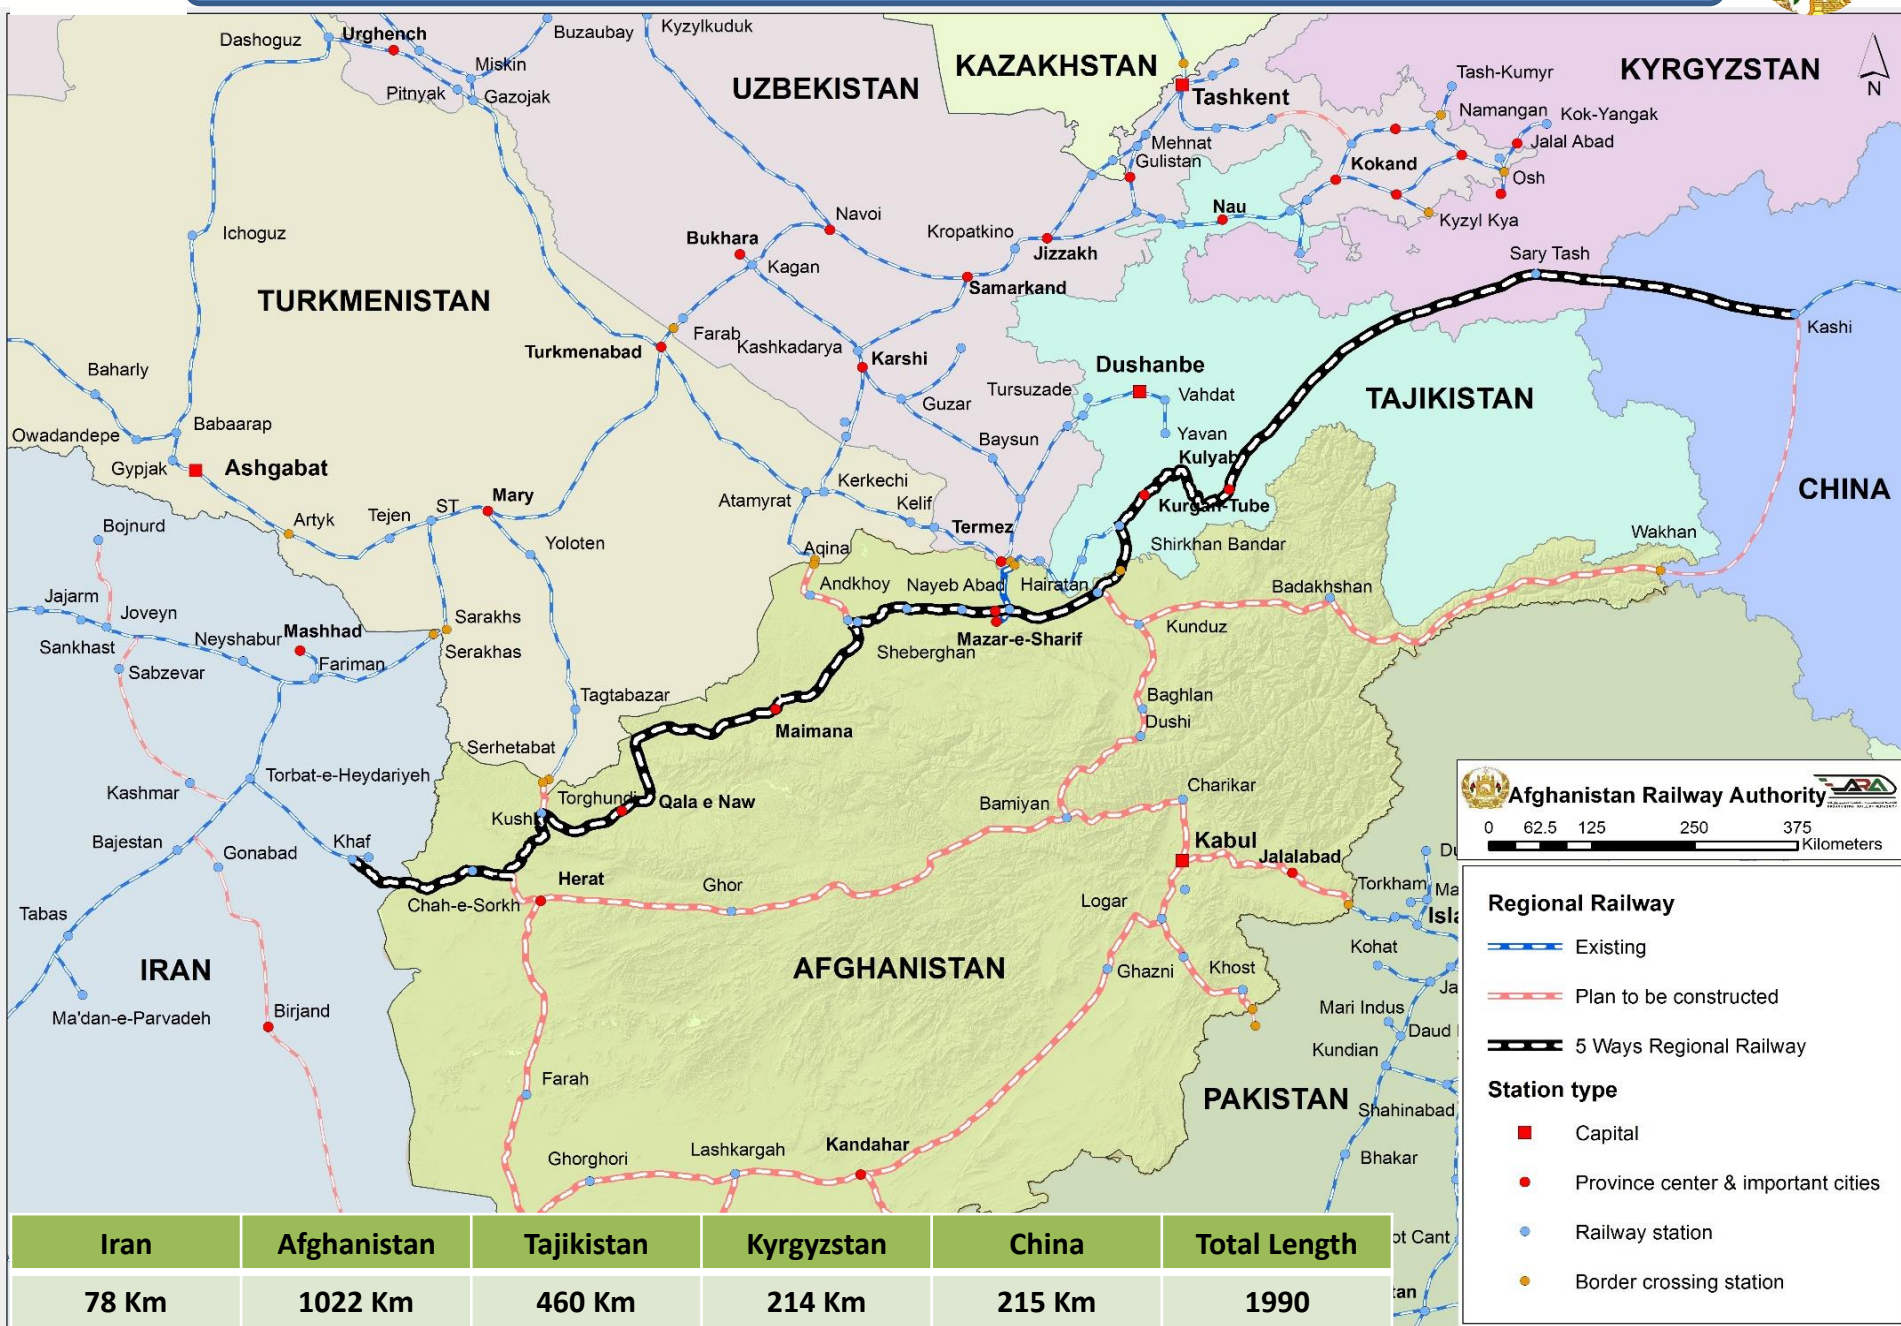 Dashoguz
Urghench
Buzaubay
Kyzylkuduk
Miskin
Pitnyak
Gazojak
UZBEKISTAN
KAZAKHSTAN
KYRGYZSTAN
N
Tashkent
Tash-Kumyr
Namangan
Kok-Yangak
Jalal Abad
Mehnat
Gulistan
Kokand
Osh
Nau
Kyzyl Kya
Sary Tash
Ichoguz
Navoi
Bukhara
Kagan
Kropatkino
Jizzakh
Samarkand
TURKMENISTAN
Kashi
Farab
Kashkadarya
Turkmenabad
Karshi
Baharly
Dushanbe
Tursuzade
Vahdat
TAJIKISTAN
Guzar
Babaarap
Owadandepe
Yavan
Baysun
Gypjak
Ashgabat
Kulyab
Kerkechi
CHINA
Mary
ST
Atamyrat
Kelif
Kurgan-Tube
Tejen
Artyk
Bojnurd
Termez
Wakhan
Yoloten
Aqina
Shirkhan Bandar
Andkhoy
Nayeb Abad
Hairatan
Badakhshan
Jajarm
Joveyn
Sarakhs
Kunduz
Neyshabur
Mashhad
Mazar-e-Sharif
Sankhast
Serakhas
Sheberghan
Fariman
Sabzevar
Tagtabazar
Baghlan
Dushi
Maimana
Serhetabat
Torbat-e-Heydariyeh
Charikar
Kashmar
Torghundi
Qala e Naw
Bamiyan
Kushk
Khaf
Bajestan
Gonabad
Kabul
Jalalabad
Herat
Ghor
Torkham
Chah-e-Sorkh
Logar
Tabas
Kohat
IRAN
AFGHANISTAN
Ghazni
Khost
Mari Indus
Birjand
Ma'dan-e-Parvadeh
Daud
Kundian
Farah
PAKISTAN
Shahinabad
Kandahar
Lashkargah
Ghorghori
Bhakar
Cant
Afghanistan Railway Authority
ARA
0 62.5 125 250 375
Kilometers
Regional Railway
Existing
Plan to be constructed
5 Ways Regional Railway
Station type
Capital
Province center & important cities
Railway station
Border crossing station
Iran Afghanistan Tajikistan Kyrgyzstan China Total Length
78 Km 1022 Km 460 Km 214 Km 215 Km 1990